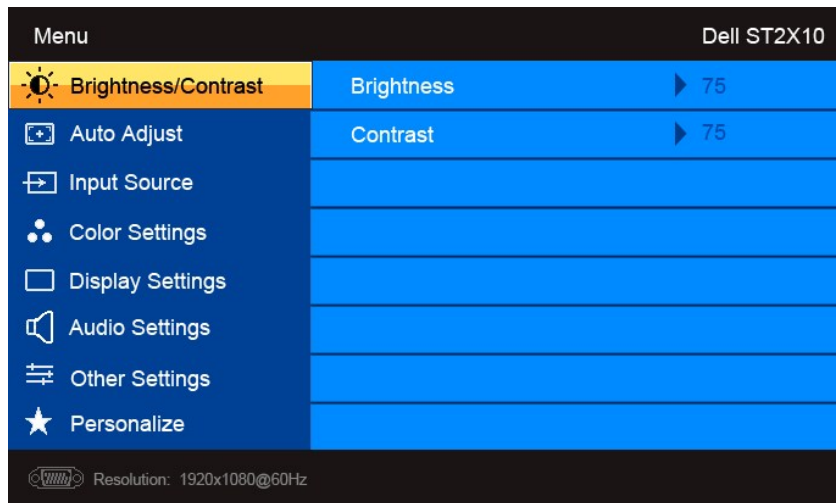 Menu Dell ST2X10
Brightness/Contrast Brightness 75
Auto Adjust Contrast 75
Input Source
Color Settings
Display Settings
Audio Settings
Other Settings
Personalize
Resolution: 1920x1080@60Hz